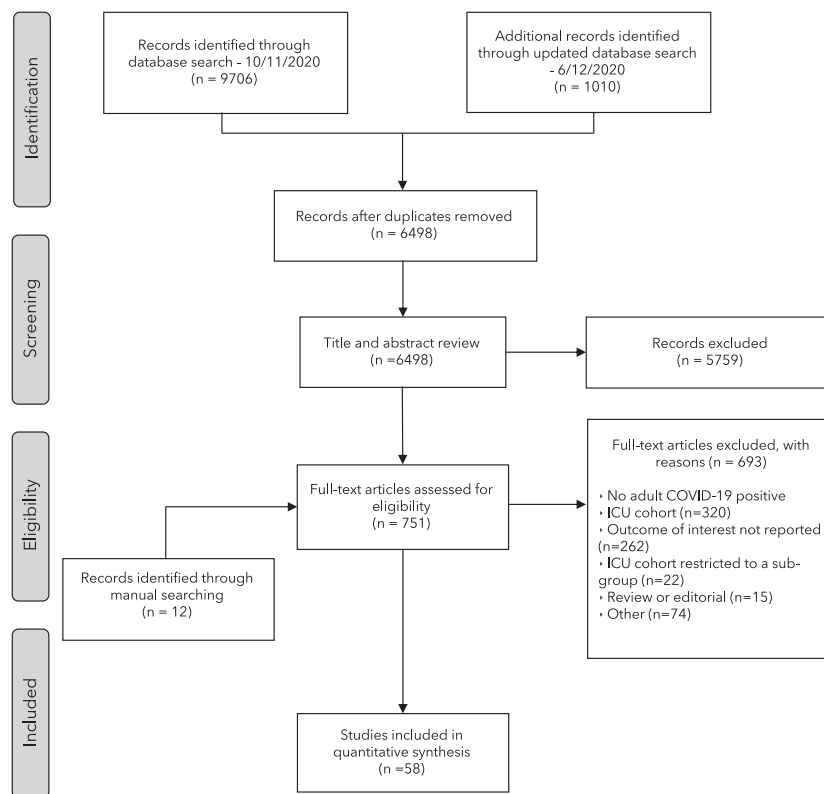 Identification
Records identified through
database search - 10/11/2020
(n = 9706)
Additional records identified
through updated database search
- 6/12/2020
(n = 1010)
Records after duplicates removed
(n = 6498)
Screening
Title and abstract review
(n =6498)
Records excluded
(n = 5759)
Eligibility
Full-text articles assessed for
eligibility
(n = 751)
Records identified through
manual searching
(n = 12)
Full-text articles excluded, with
reasons (n = 693)
‣ No adult COVID-19 positive
‣ ICU cohort (n=320)
‣ Outcome of interest not reported
(n=262)
‣ ICU cohort restricted to a sub-
group (n=22)
‣ Review or editorial (n=15)
‣ Other (n=74)
Included
Studies included in
quantitative synthesis
(n =58)